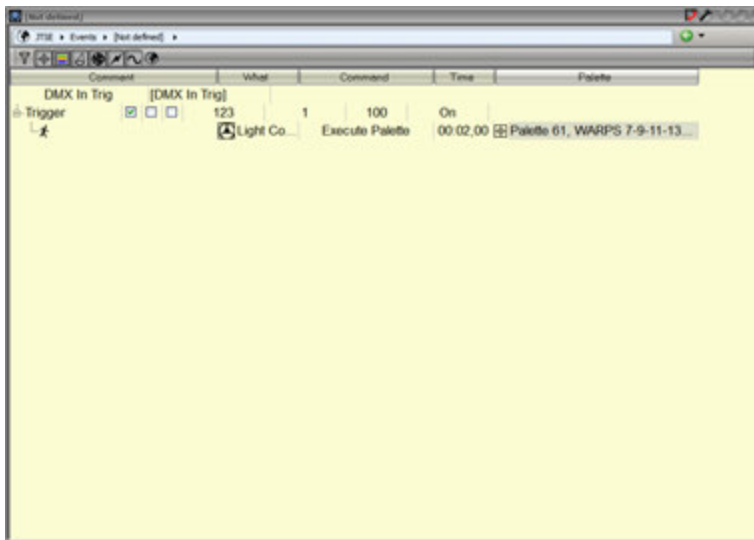 [Not defined]
JTSE ▸ Events ▸ [Not defined] ▸
Comment What Command Time Palette
DMX In Trig [DMX In Trig]
Trigger 123 1 100 On
Light Co... Execute Palette 00:02,00 Palette 61, WARPS 7-9-11-13...